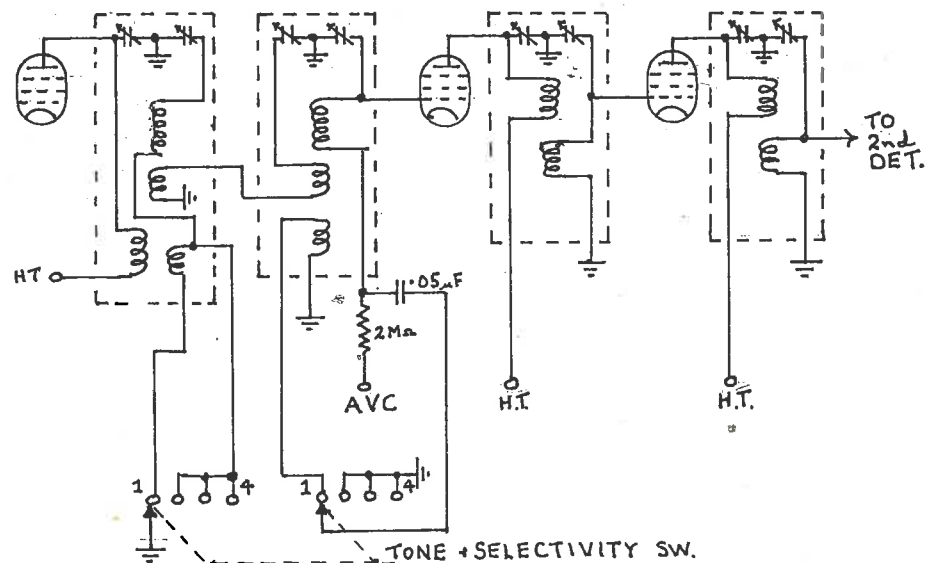 TO
2nd
DET.
HT
.05µF
2MΩ
AVC
H.T.
H.T.
1 4
1 4
TONE + SELECTIVITY SW.